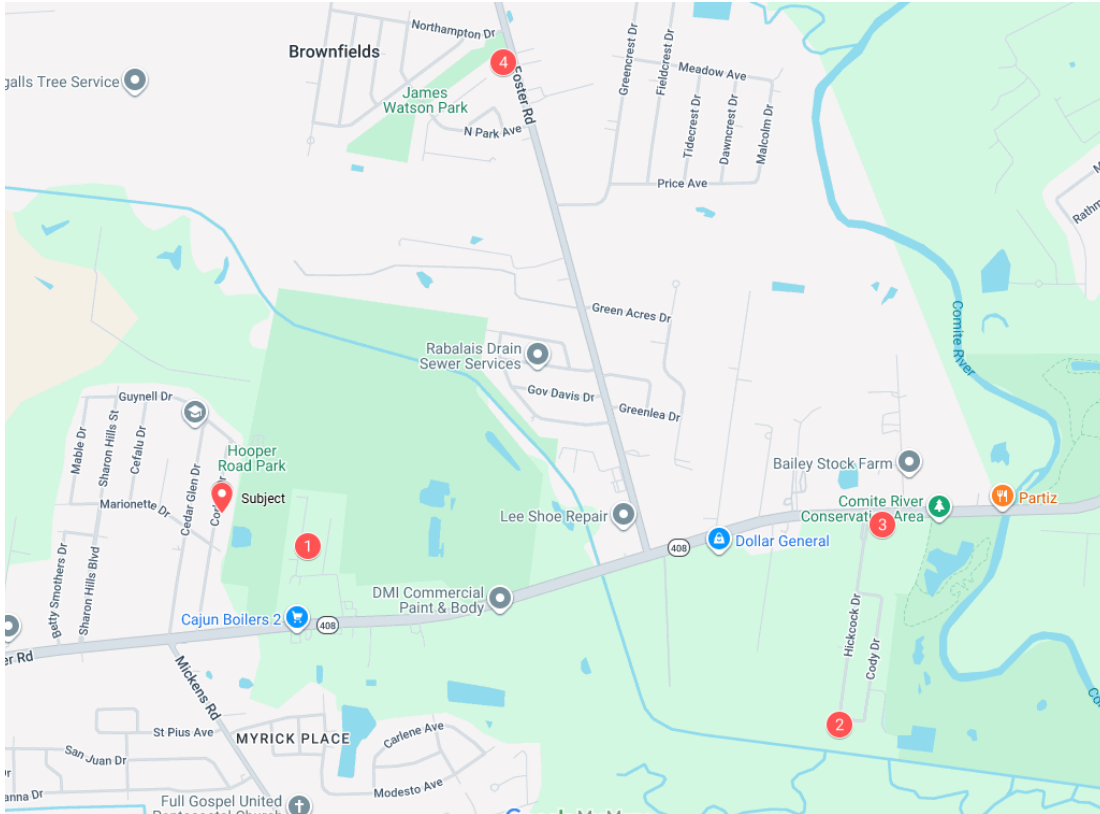 Northampton Dr
Brownfields
4
galls Tree Service
James
Watson Park
Foster Rd
N Park Ave
Greencrest Dr
Fieldcrest Dr
Meadow Ave
Tidecrest Dr
Dawncrest Dr
Malcolm Dr
Price Ave
Comite River
Green Acres Dr
Rabalais Drain
Sewer Services
Gov Davis Dr
Greenlea Dr
Guynell Dr
Mable Dr
Sharon Hills St
Cefalu Dr
Hooper
Road Park
Marionette Dr
Cedar Glen Dr
Subject
Betty Smothers Dr
Sharon Hills Blvd
1
Lee Shoe Repair
Bailey Stock Farm
Comite River
Conservation Area
Partiz
3
Dollar General
408
DMI Commercial
Paint & Body
Cajun Boilers 2
408
er Rd
Mickens Rd
Hickcock Dr
Cody Dr
2
St Pius Ave
MYRICK PLACE
Carlene Ave
San Juan Dr
Modesto Ave
anna Dr
Full Gospel United
Pentecostal Church